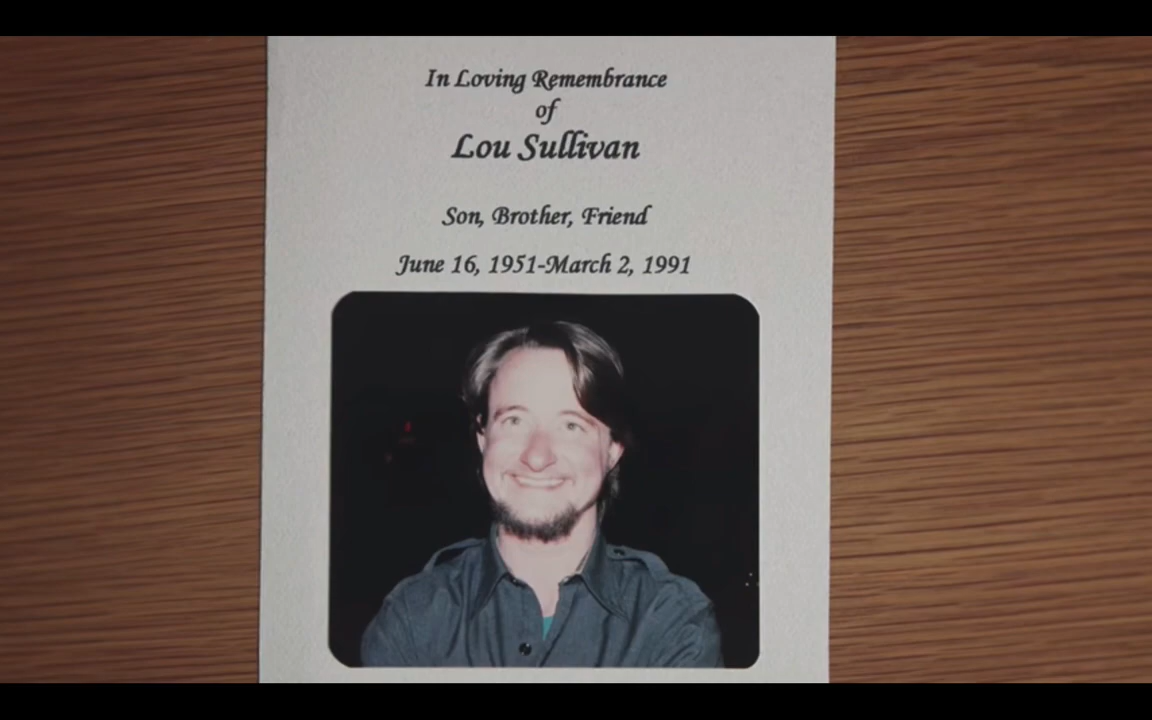 In Loving Remembrance
of
Lou Sullivan
Son, Brother, Friend
June 16, 1951-March 2, 1991